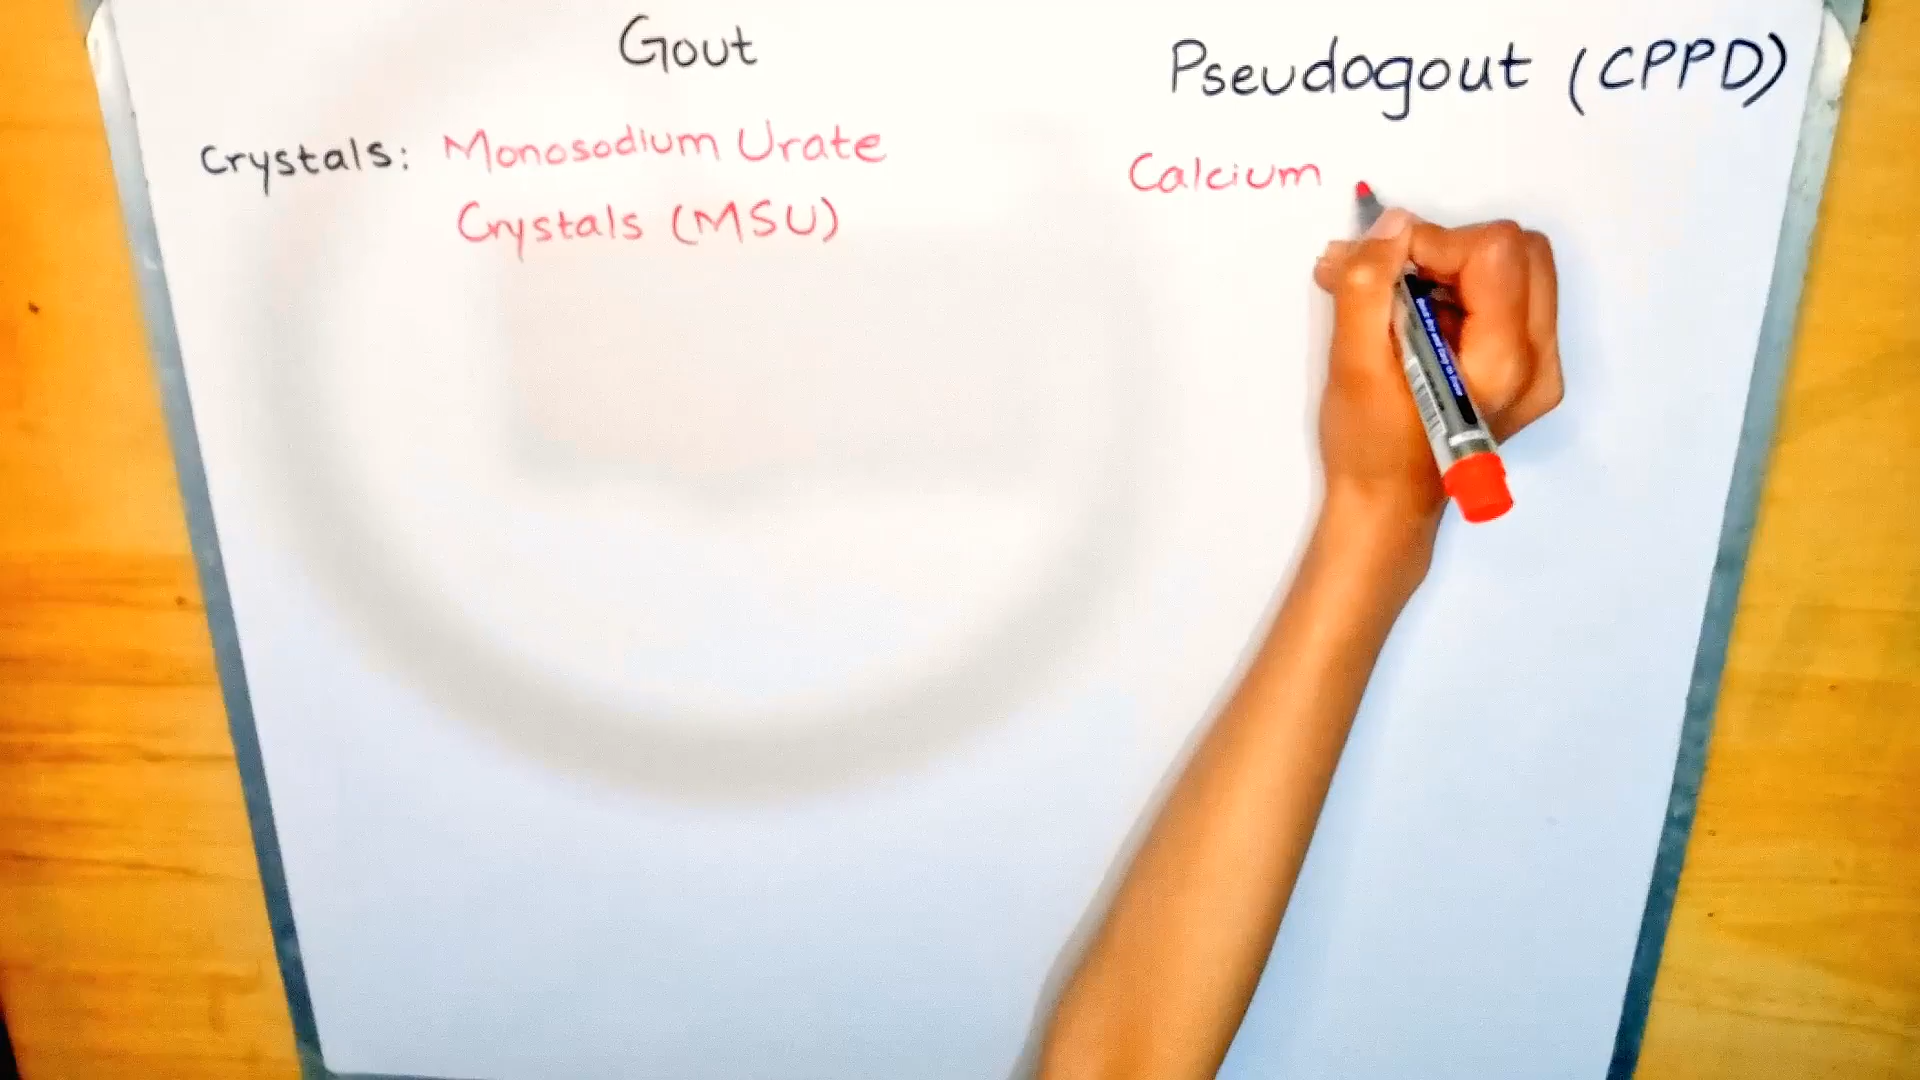 Gout
Pseudogout (CPPD)
Crystals: Monosodium Urate
Crystals (MSU)
Calcium